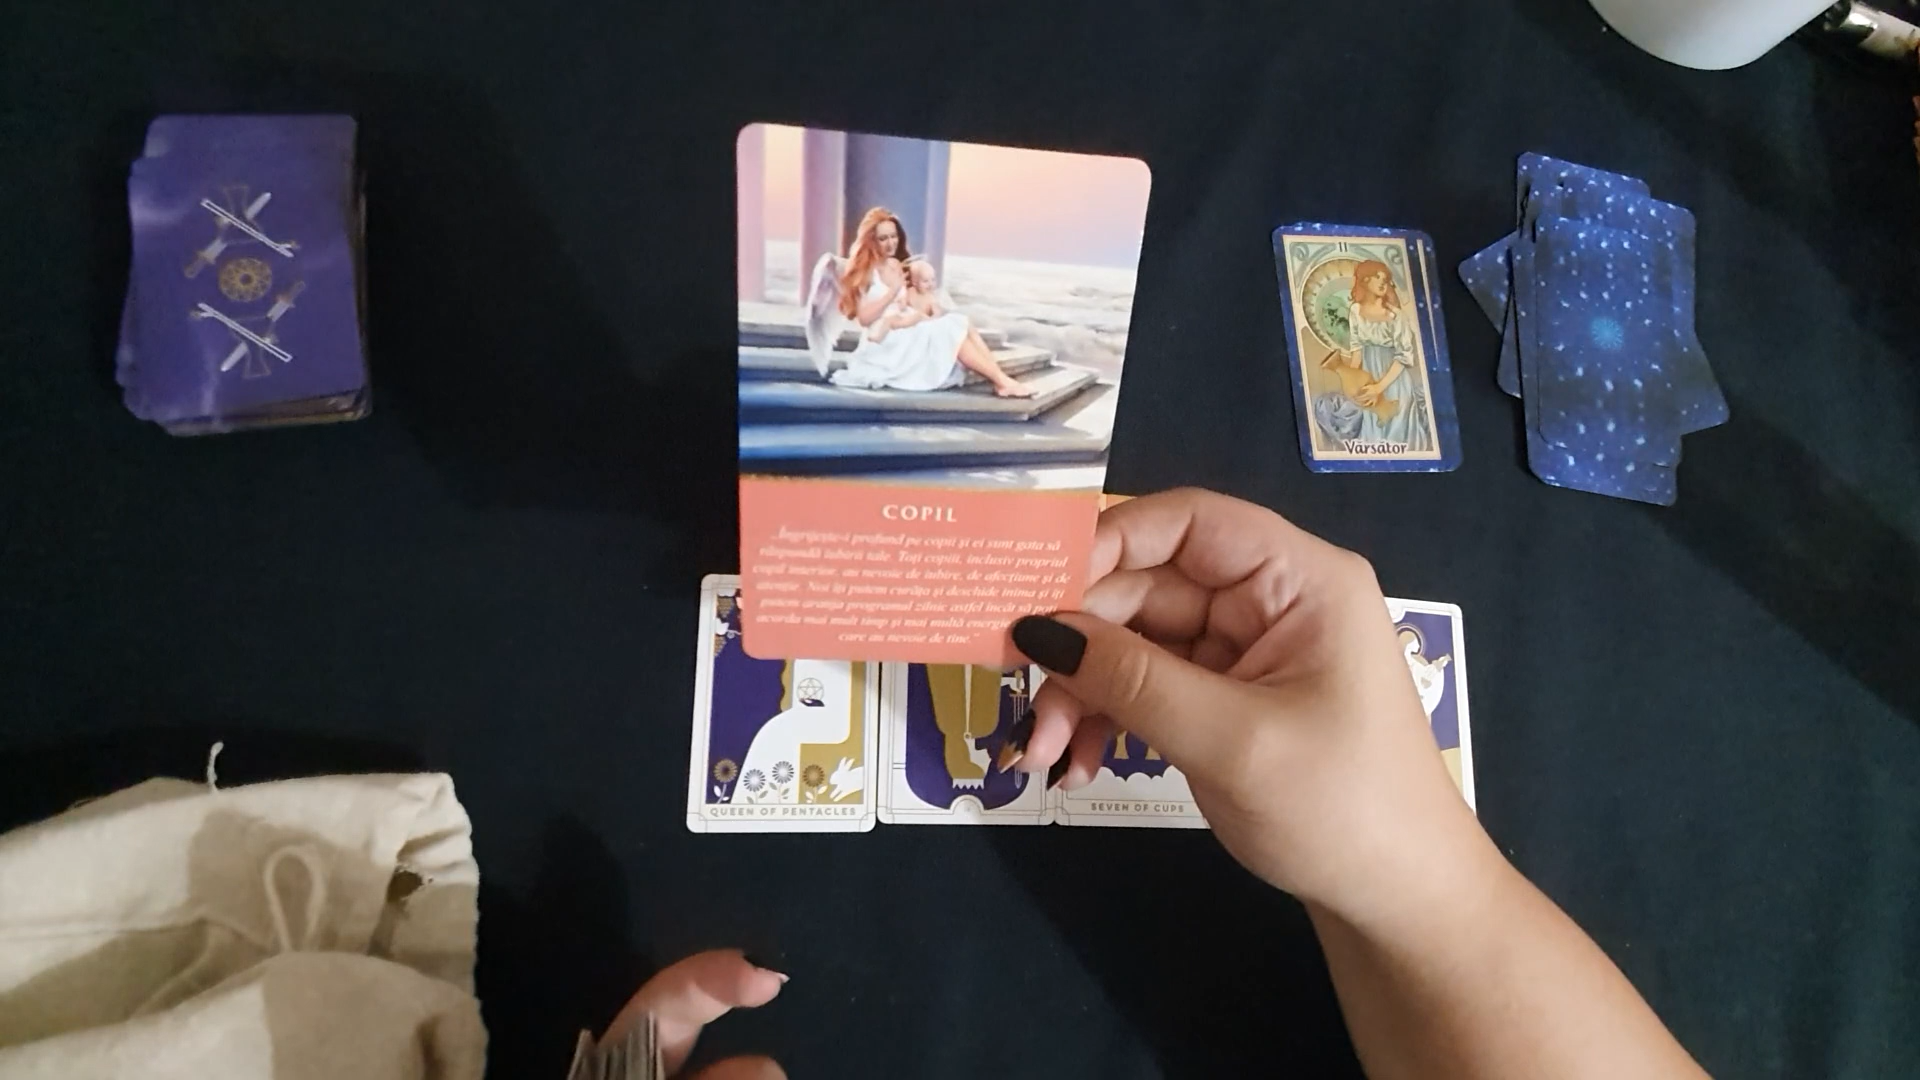 II
Vărsător
COPIL
„Îngrijește-i profund pe copii și ei sunt gata să
răspundă iubirii tale. Toți copiii, inclusiv propriul
copil interior, au nevoie de iubire, de afecțiune și de
atenție. Noi îți putem curăța și deschide inima și îți
putem aranja programul zilnic astfel încât să poți
acorda mai mult timp și mai multă energie
care au nevoie de tine.”
QUEEN OF PENTACLES
SEVEN OF CUPS